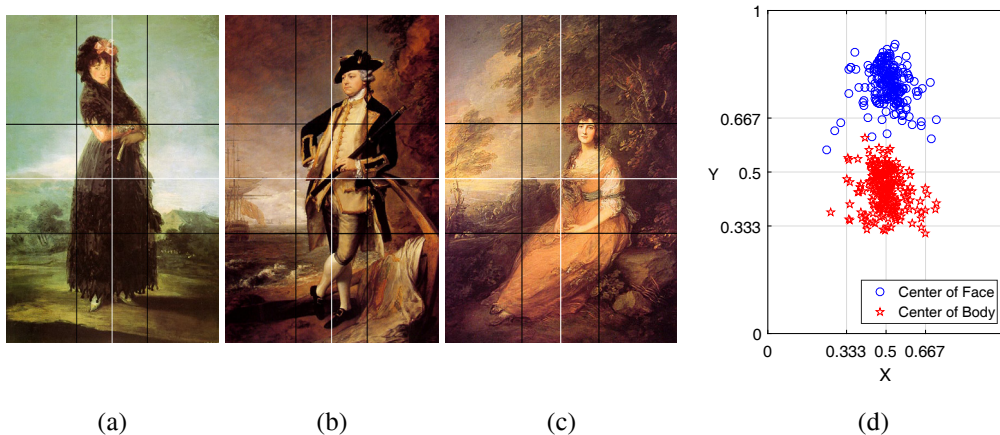 1
0.667
Y
0.5
0.333
0
Center of Face
Center of Body
0
0.333
0.5
0.667
X
(a)
(b)
(c)
(d)